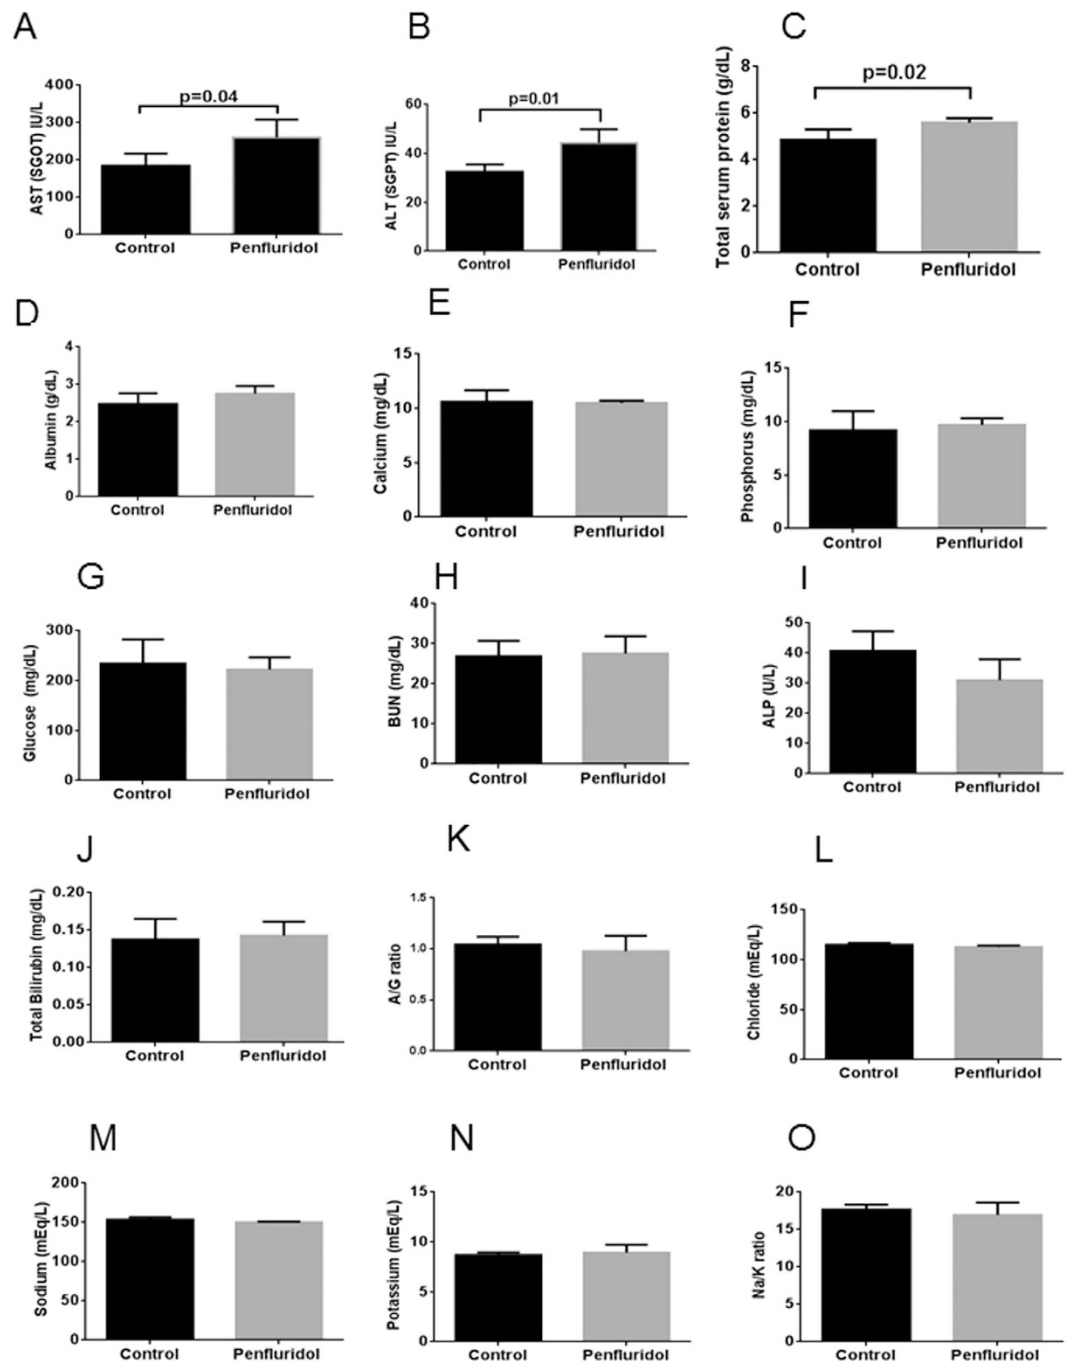 A
AST (SGOT) IU/L
400
300
200
100
0
p=0.04
Control Penfluridol
B
ALT (SGPT) IU/L
60
40
20
0
p=0.01
Control Penfluridol
C
Total serum protein (g/dL)
8
6
4
2
0
p=0.02
Control Penfluridol
D
Albumin (g/dL)
4
3
2
1
0
Control Penfluridol
E
Calcium (mg/dL)
15
10
5
0
Control Penfluridol
F
Phosphorus (mg/dL)
15
10
5
0
Control Penfluridol
G
Glucose (mg/dL)
300
200
100
0
Control Penfluridol
H
BUN (mg/dL)
40
30
20
10
0
Control Penfluridol
I
ALP (U/L)
50
40
30
20
10
0
Control Penfluridol
J
Total Bilirubin (mg/dL)
0.20
0.15
0.10
0.05
0.00
Control Penfluridol
K
A/G ratio
1.5
1.0
0.5
0.0
Control Penfluridol
L
Chloride (mEq/L)
150
100
50
0
Control Penfluridol
M
Sodium (mEq/L)
200
150
100
50
0
Control Penfluridol
N
Potassium (mEq/L)
15
10
5
0
Control Penfluridol
O
Na/K ratio
20
15
10
5
0
Control Penfluridol